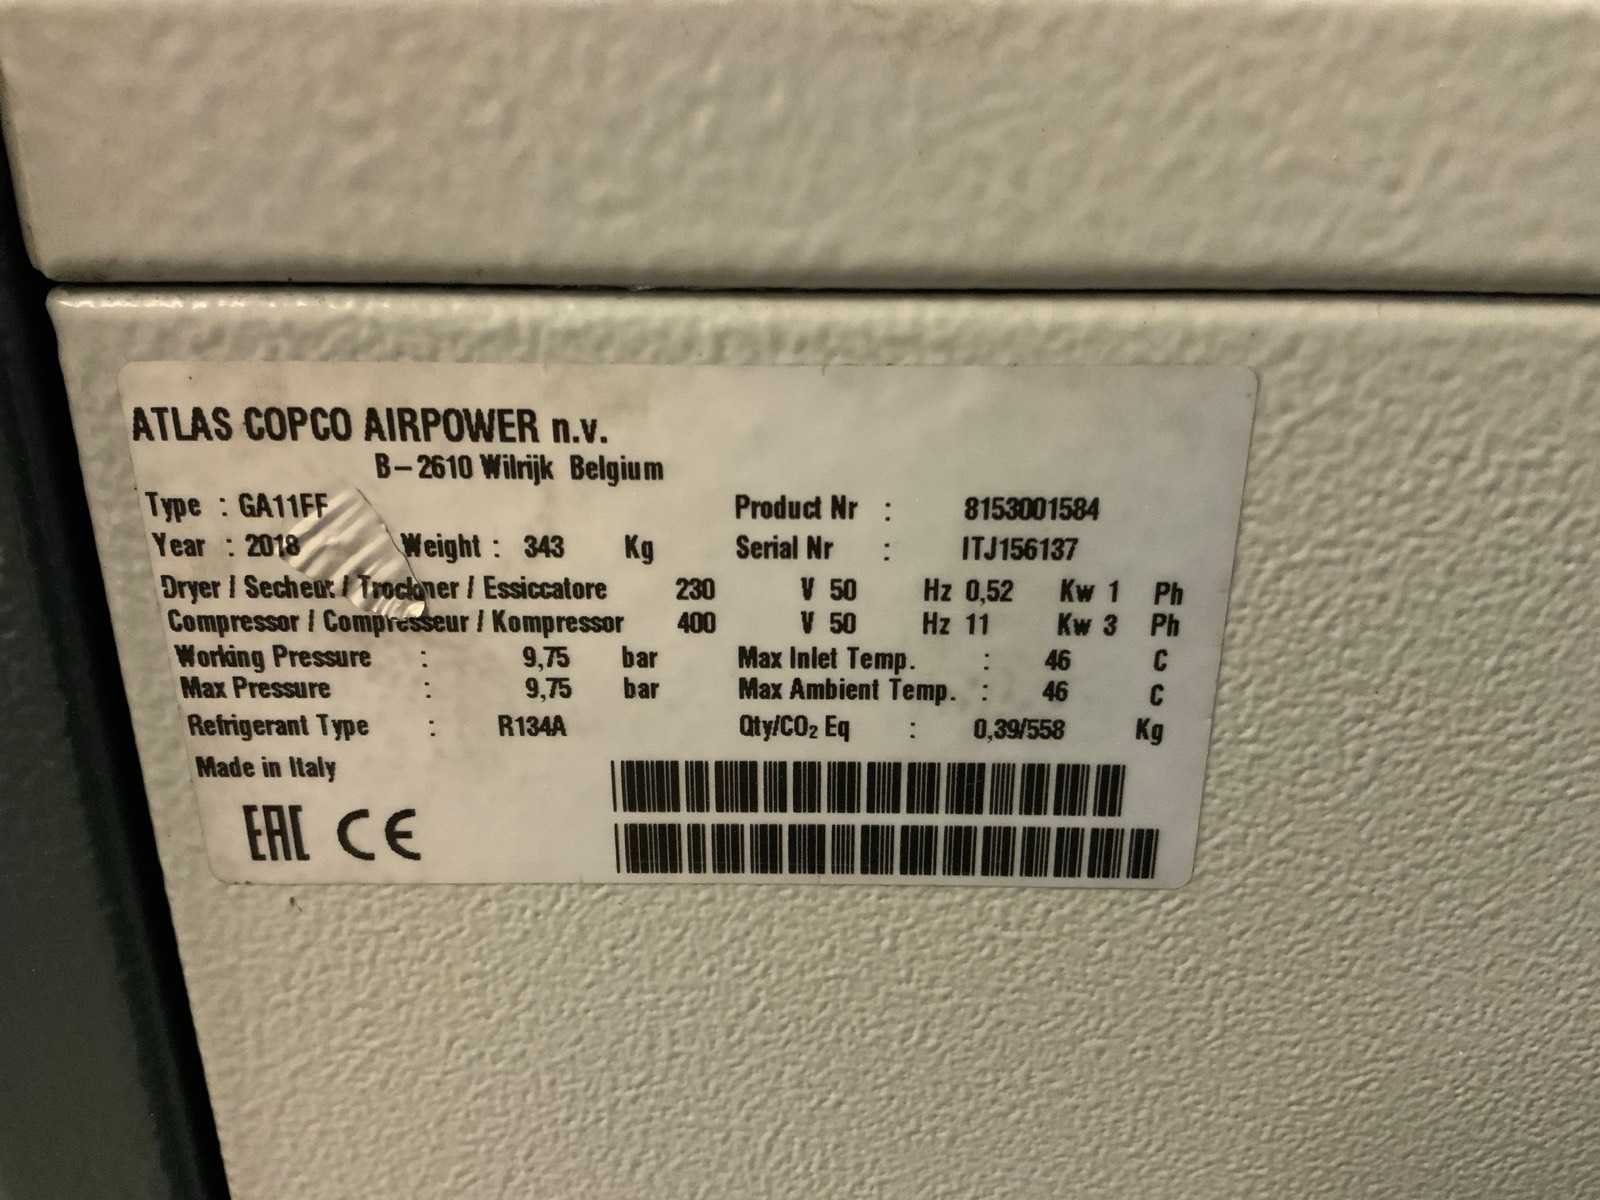 ATLAS COPCO AIRPOWER n.v.
B-2610 Wilrijk Belgium
Type : GA11FF Product Nr : 8153001584
Year : 2018 Weight : 343 Kg Serial Nr : ITJ156137
Dryer / Secheur / Trockner / Essiccatore 230 V 50 Hz 0,52 Kw 1 Ph
Compressor / Compresseur / Kompressor 400 V 50 Hz 11 Kw 3 Ph
Working Pressure : 9,75 bar Max Inlet Temp. : 46 C
Max Pressure : 9,75 bar Max Ambient Temp. : 46 C
Refrigerant Type : R134A Qty/CO₂ Eq : 0,39/558 Kg
Made in Italy
EAC CE